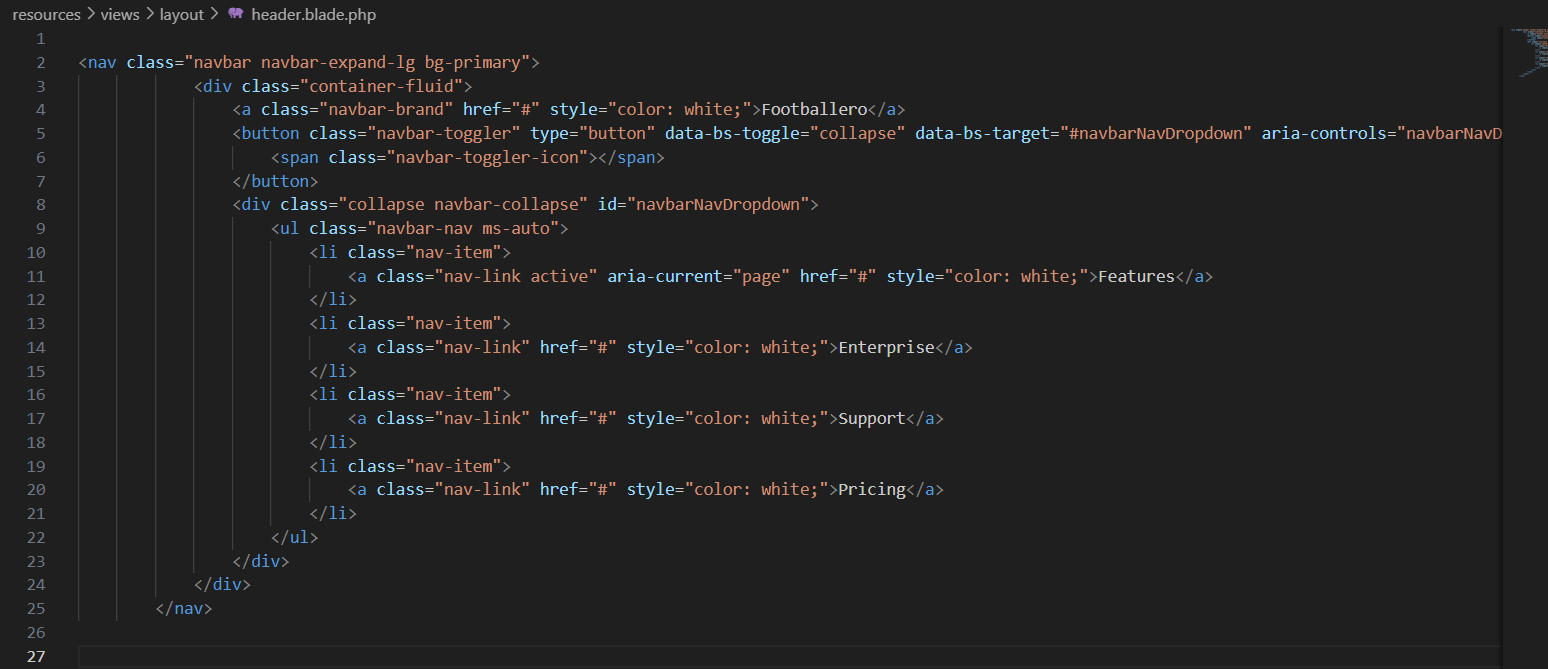 resources > views > layout > header.blade.php
1
2 <nav class="navbar navbar-expand-lg bg-primary">
3 <div class="container-fluid">
4 <a class="navbar-brand" href="#" style="color: white;">Footballero</a>
5 <button class="navbar-toggler" type="button" data-bs-toggle="collapse" data-bs-target="#navbarNavDropdown" aria-controls="navbarNavD
6 <span class="navbar-toggler-icon"></span>
7 </button>
8 <div class="collapse navbar-collapse" id="navbarNavDropdown">
9 <ul class="navbar-nav ms-auto">
10 <li class="nav-item">
11 <a class="nav-link active" aria-current="page" href="#" style="color: white;">Features</a>
12 </li>
13 <li class="nav-item">
14 <a class="nav-link" href="#" style="color: white;">Enterprise</a>
15 </li>
16 <li class="nav-item">
17 <a class="nav-link" href="#" style="color: white;">Support</a>
18 </li>
19 <li class="nav-item">
20 <a class="nav-link" href="#" style="color: white;">Pricing</a>
21 </li>
22 </ul>
23 </div>
24 </div>
25 </nav>
26
27